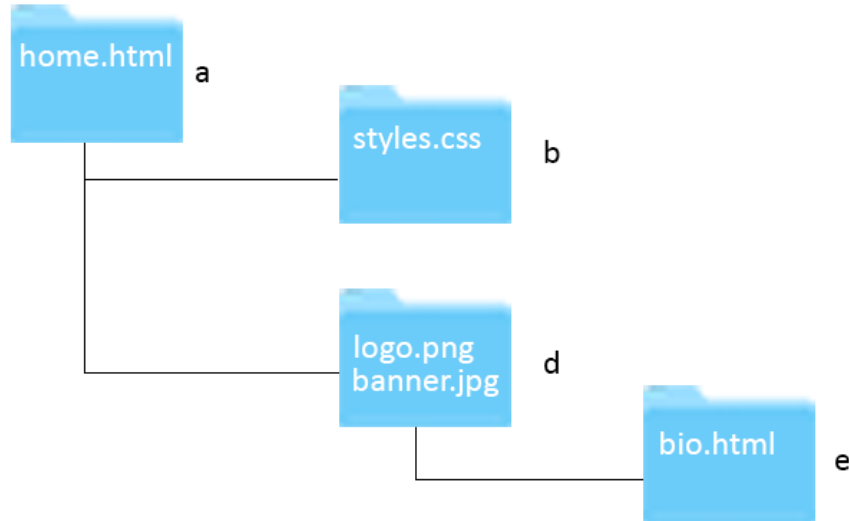 home.html
a
styles.css
b
logo.png
banner.jpg
d
bio.html
e